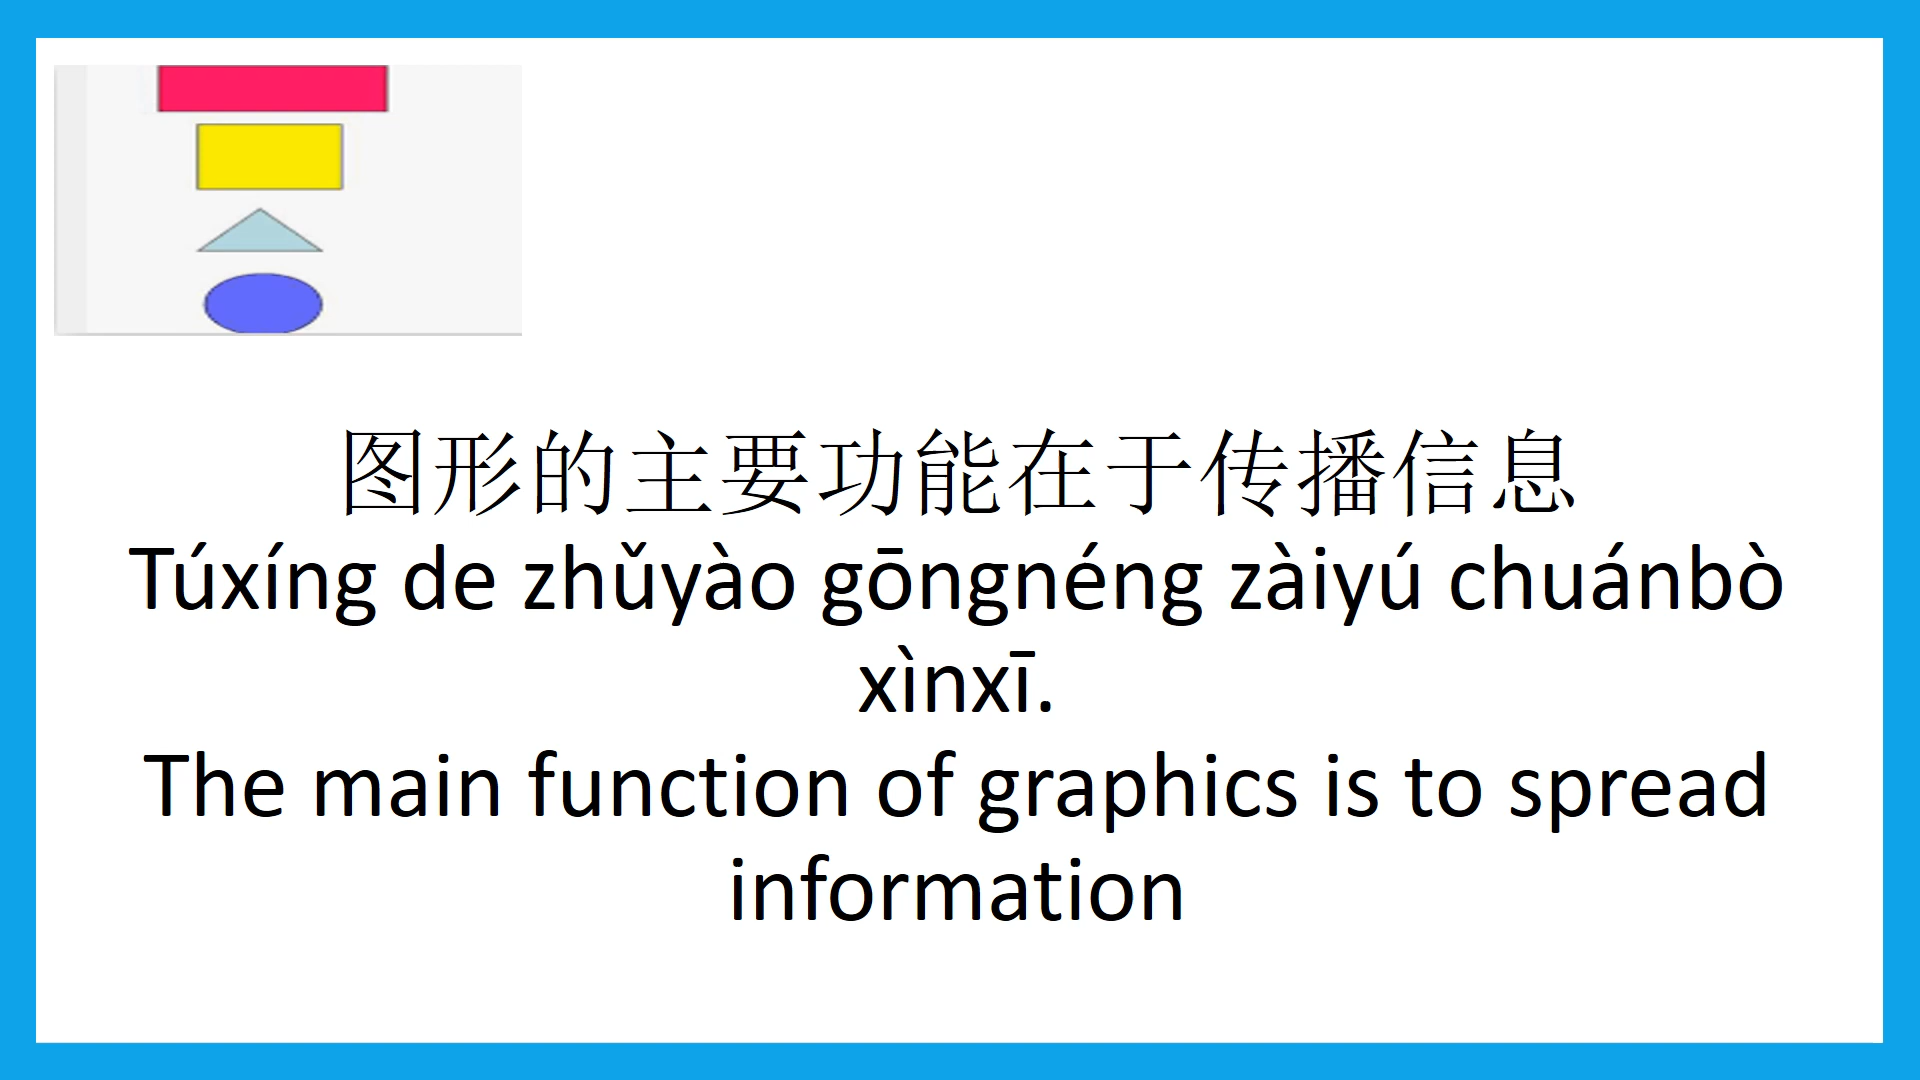 图形的主要功能在于传播信息
Túxíng de zhǔyào gōngnéng zàiyú chuánbò
xìnxī.
The main function of graphics is to spread
information